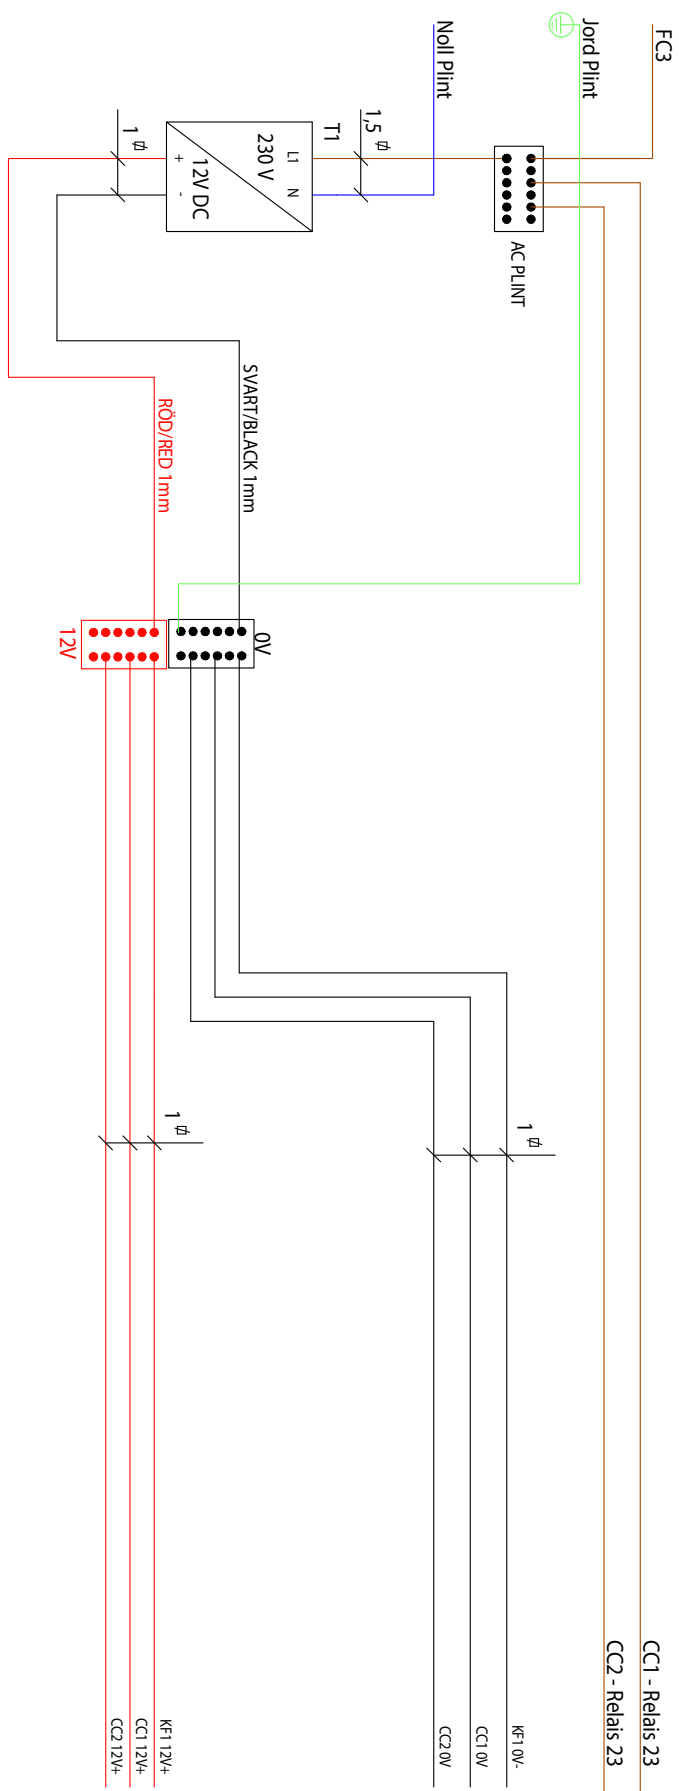 FC3
Jord Plint
Noll Plint
1,5
T1
L1
N
230 V
12V DC
+
-
1
AC PLINT
SVART/BLACK 1mm
RÖD/RED 1mm
0V
12V
1
1
CC1 - Relais 23
CC2 - Relais 23
KF1 0V-
CC1 0V
CC2 0V
KF1 12V+
CC1 12V+
CC2 12V+